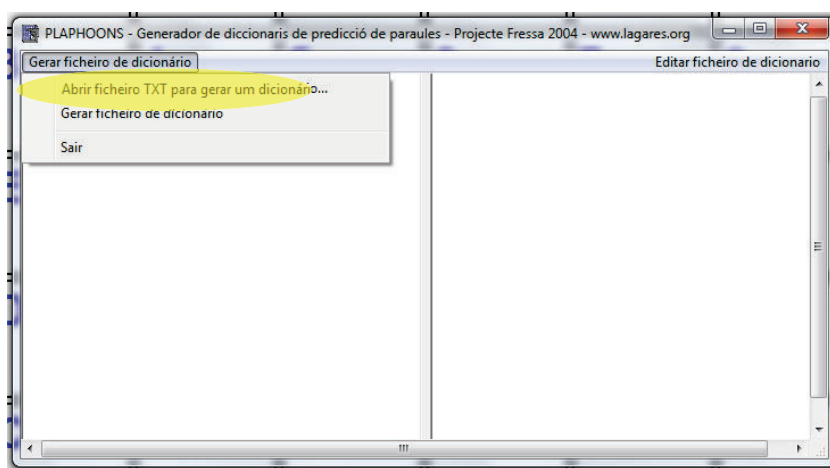 PLAPHOONS - Generador de diccionaris de predicció de paraules - Projecte Fressa 2004 - www.lagares.org
Gerar ficheiro de dicionário Editar ficheiro de dicionario
Abrir ficheiro TXT para gerar um dicionário...
Gerar ficheiro de dicionário
Sair